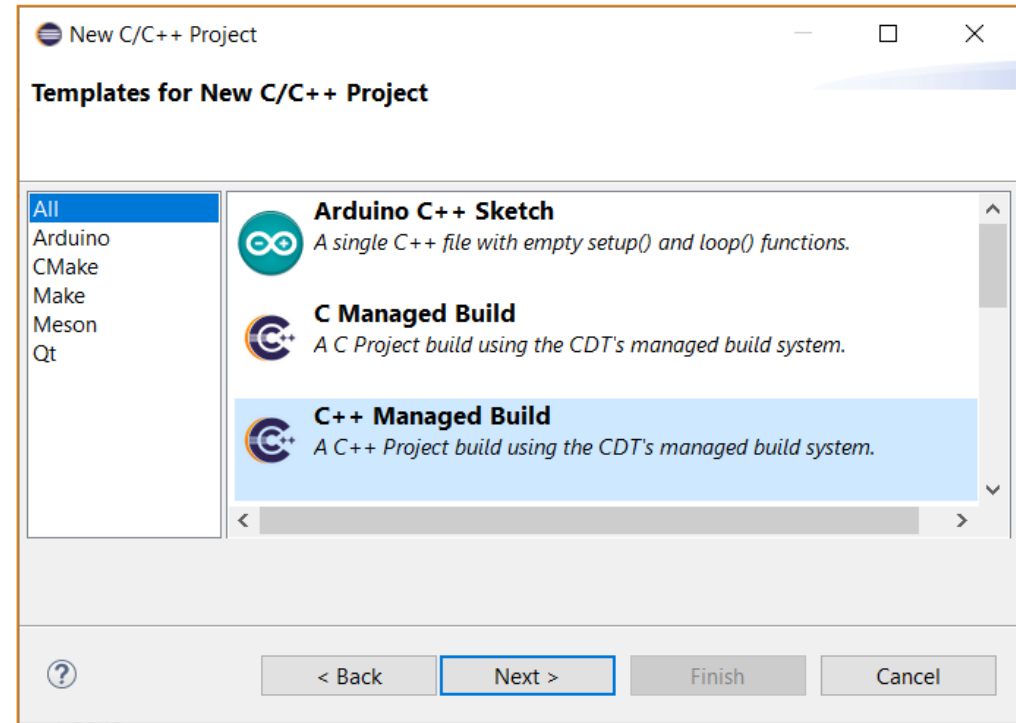 New C/C++ Project
Templates for New C/C++ Project
All
Arduino
CMake
Make
Meson
Qt
Arduino C++ Sketch
A single C++ file with empty setup() and loop() functions.
C Managed Build
A C Project build using the CDT's managed build system.
C++ Managed Build
A C++ Project build using the CDT's managed build system.
< Back
Next >
Finish
Cancel